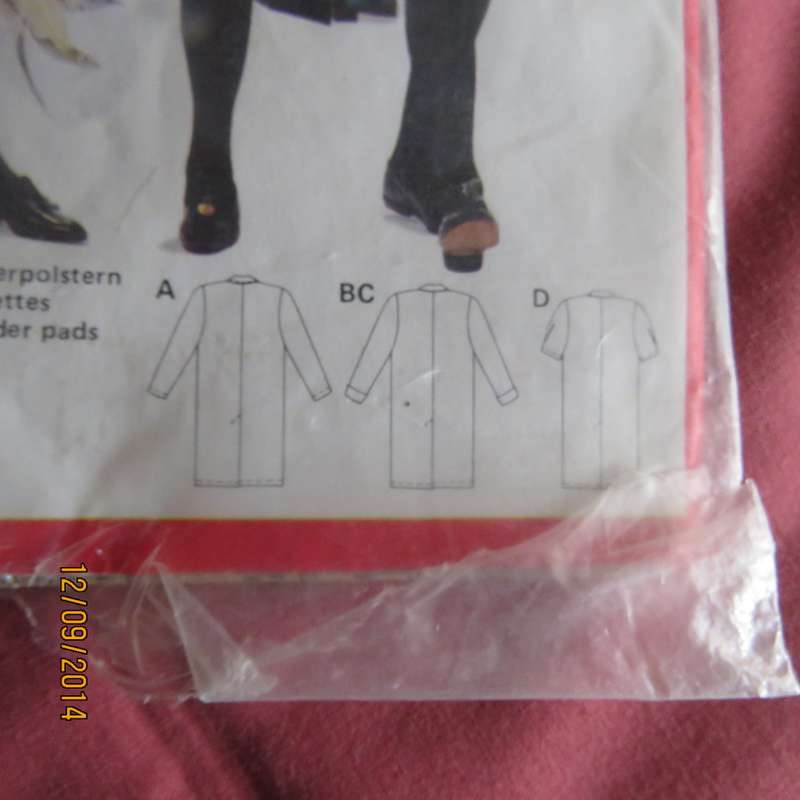 erpolstern
ettes
der pads
A
BC
D
12/09/2014